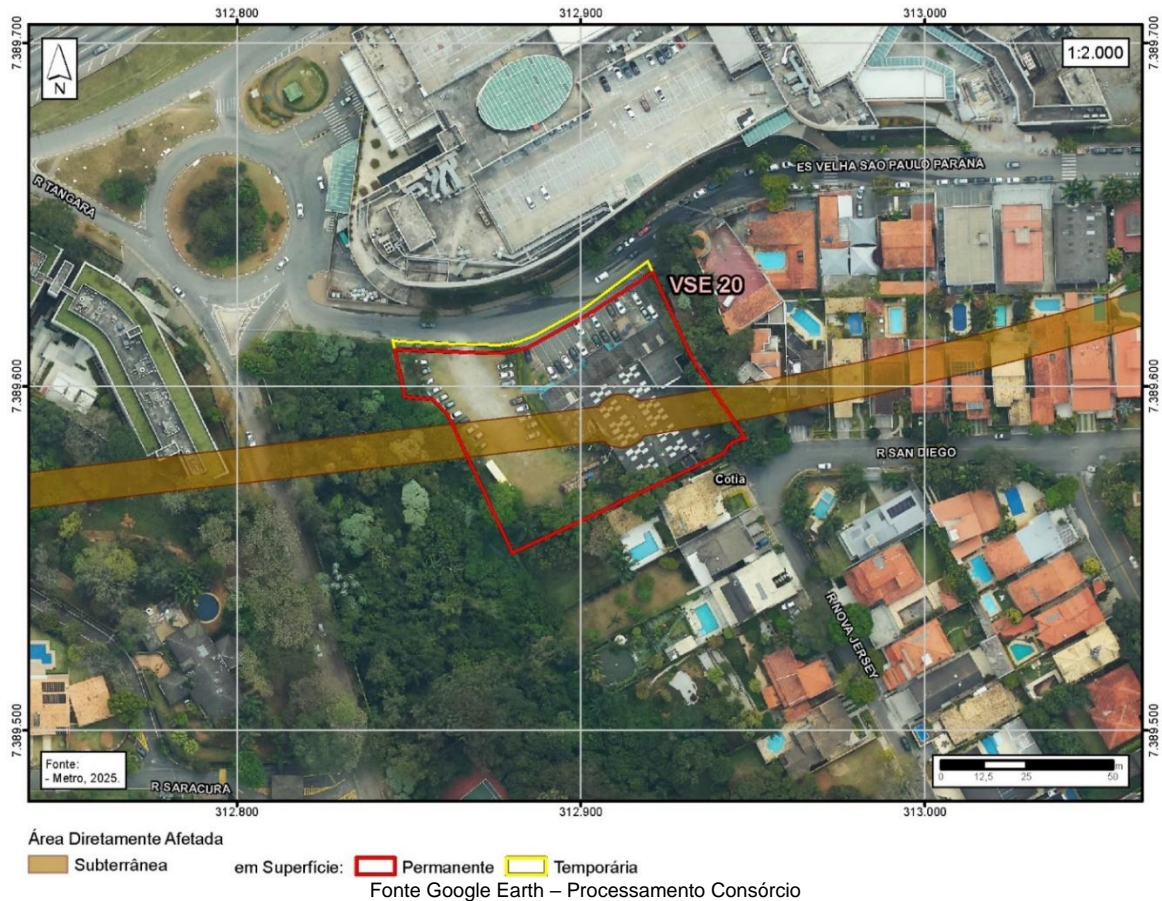 312.800 312.900 313.000
7.389.700 7.389.700
N
1:2.000
ES VELHA SAO PAULO PARANA
R TANGARA
VSE 20
7.389.600 7.389.600
R SAN DIEGO
Cotia
R NOVA JERSEY
7.389.500 7.389.500
Fonte:
- Metro, 2025.
R SARACURA
m
0 12,5 25 50
312.800 312.900 313.000
Área Diretamente Afetada
Subterrânea em Superfície: Permanente Temporária
Fonte Google Earth – Processamento Consórcio